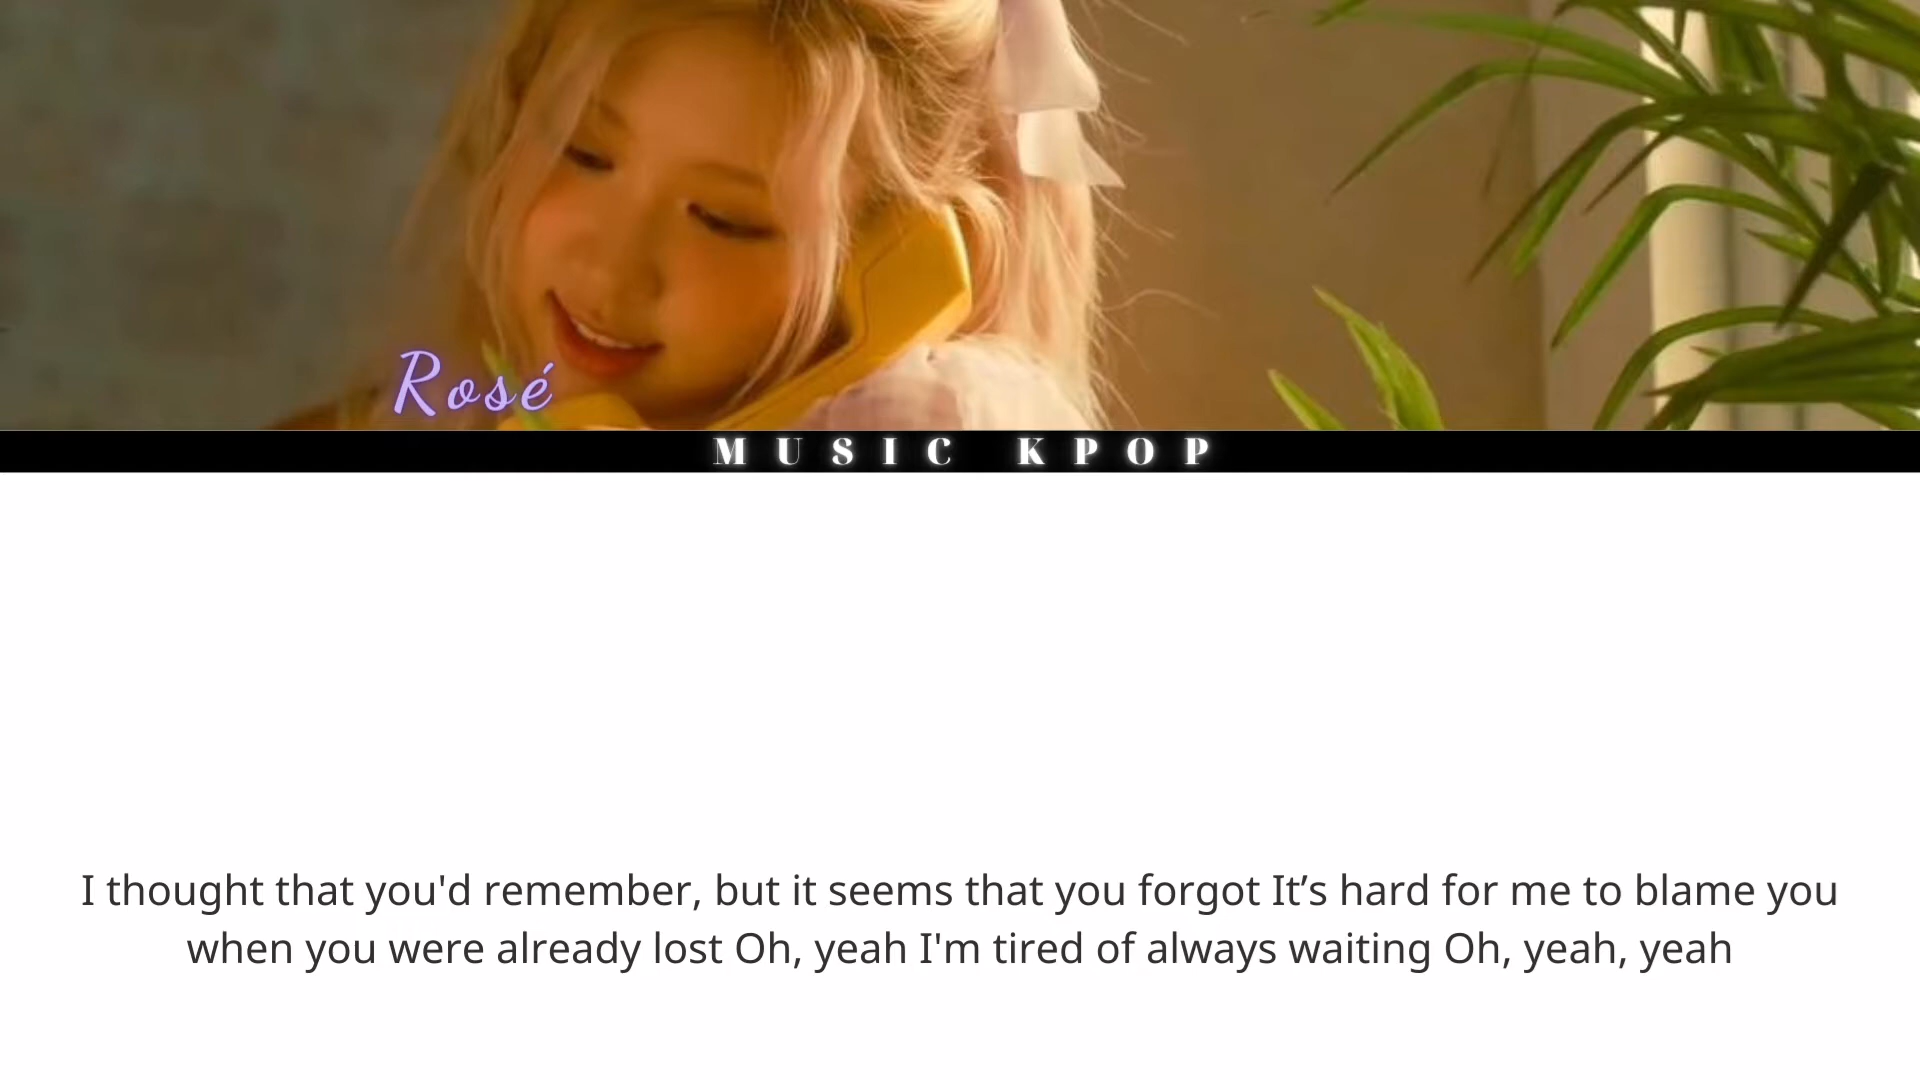 Rosé
MUSIC KPOP
I thought that you'd remember, but it seems that you forgot It’s hard for me to blame you
when you were already lost Oh, yeah I'm tired of always waiting Oh, yeah, yeah